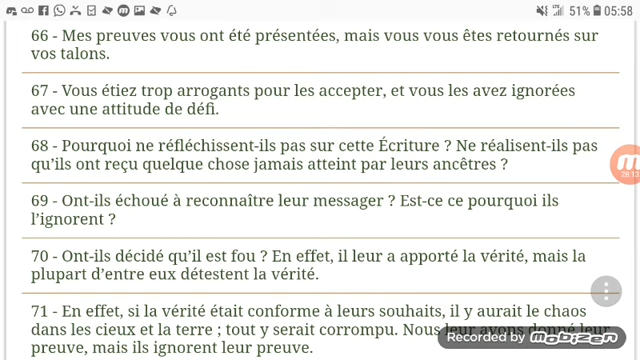 51% 05:58
66 - Mes preuves vous ont été présentées, mais vous vous êtes retournés sur
vos talons.
67 - Vous étiez trop arrogants pour les accepter, et vous les avez ignorées
avec une attitude de défi.
68 - Pourquoi ne réfléchissent-ils pas sur cette Écriture ? Ne réalisent-ils pas
qu'ils ont reçu quelque chose jamais atteint par leurs ancêtres ?
28:13
69 - Ont-ils échoué à reconnaître leur messager ? Est-ce ce pourquoi ils
l'ignorent ?
70 - Ont-ils décidé qu'il est fou ? En effet, il leur a apporté la vérité, mais la
plupart d'entre eux détestent la vérité.
71 - En effet, si la vérité était conforme à leurs souhaits, il y aurait le chaos
dans les cieux et la terre ; tout y serait corrompu. Nous leur avons donné leur
preuve, mais ils ignorent leur preuve.
Recorded by mobizen